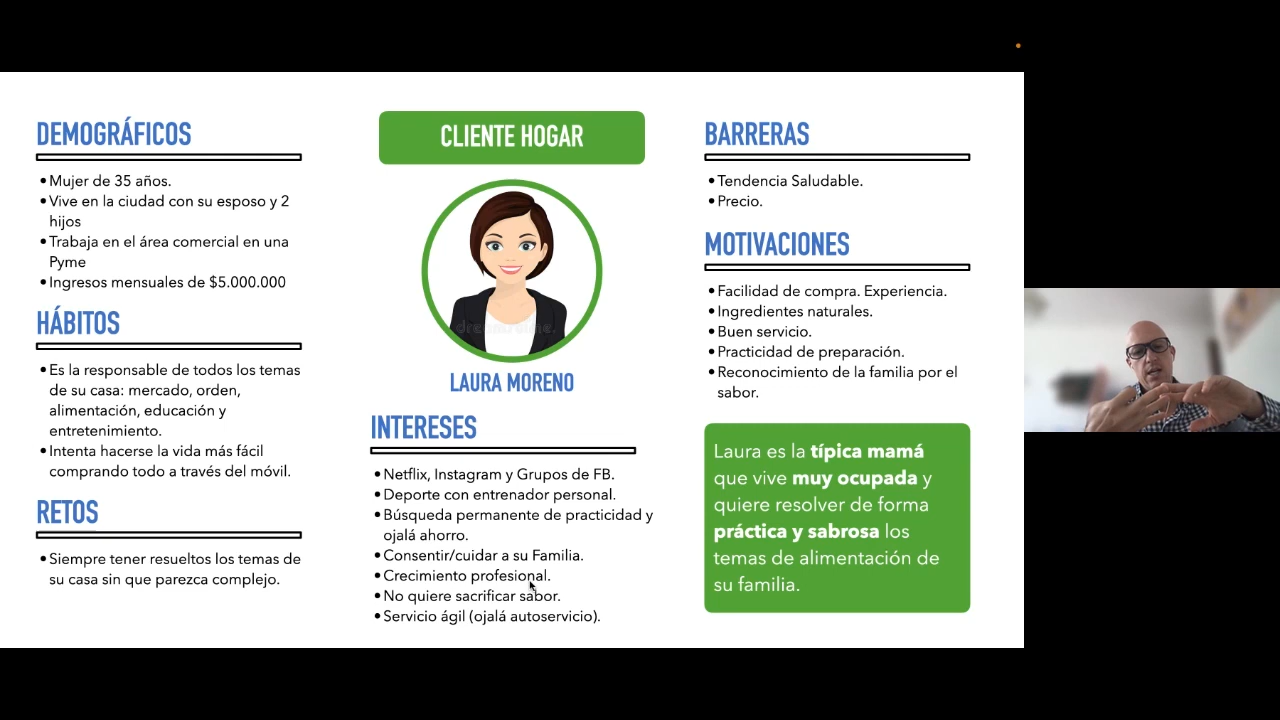 DEMOGRÁFICOS
•Mujer de 35 años.
•Vive en la ciudad con su esposo y 2
hijos
•Trabaja en el área comercial en una
Pyme
•Ingresos mensuales de $5.000.000
HÁBITOS
•Es la responsable de todos los temas
de su casa: mercado, orden,
alimentación, educación y
entretenimiento.
•Intenta hacerse la vida más fácil
comprando todo a través del móvil.
RETOS
•Siempre tener resueltos los temas de
su casa sin que parezca complejo.
CLIENTE HOGAR
dreamstime.
LAURA MORENO
INTERESES
•Netflix, Instagram y Grupos de FB.
•Deporte con entrenador personal.
•Búsqueda permanente de practicidad y
ojalá ahorro.
•Consentir/cuidar a su Familia.
•Crecimiento profesional.
•No quiere sacrificar sabor.
•Servicio ágil (ojalá autoservicio).
BARRERAS
•Tendencia Saludable.
•Precio.
MOTIVACIONES
•Facilidad de compra. Experiencia.
•Ingredientes naturales.
•Buen servicio.
•Practicidad de preparación.
•Reconocimiento de la familia por el
sabor.
Laura es la típica mamá
que vive muy ocupada y
quiere resolver de forma
práctica y sabrosa los
temas de alimentación de
su familia.